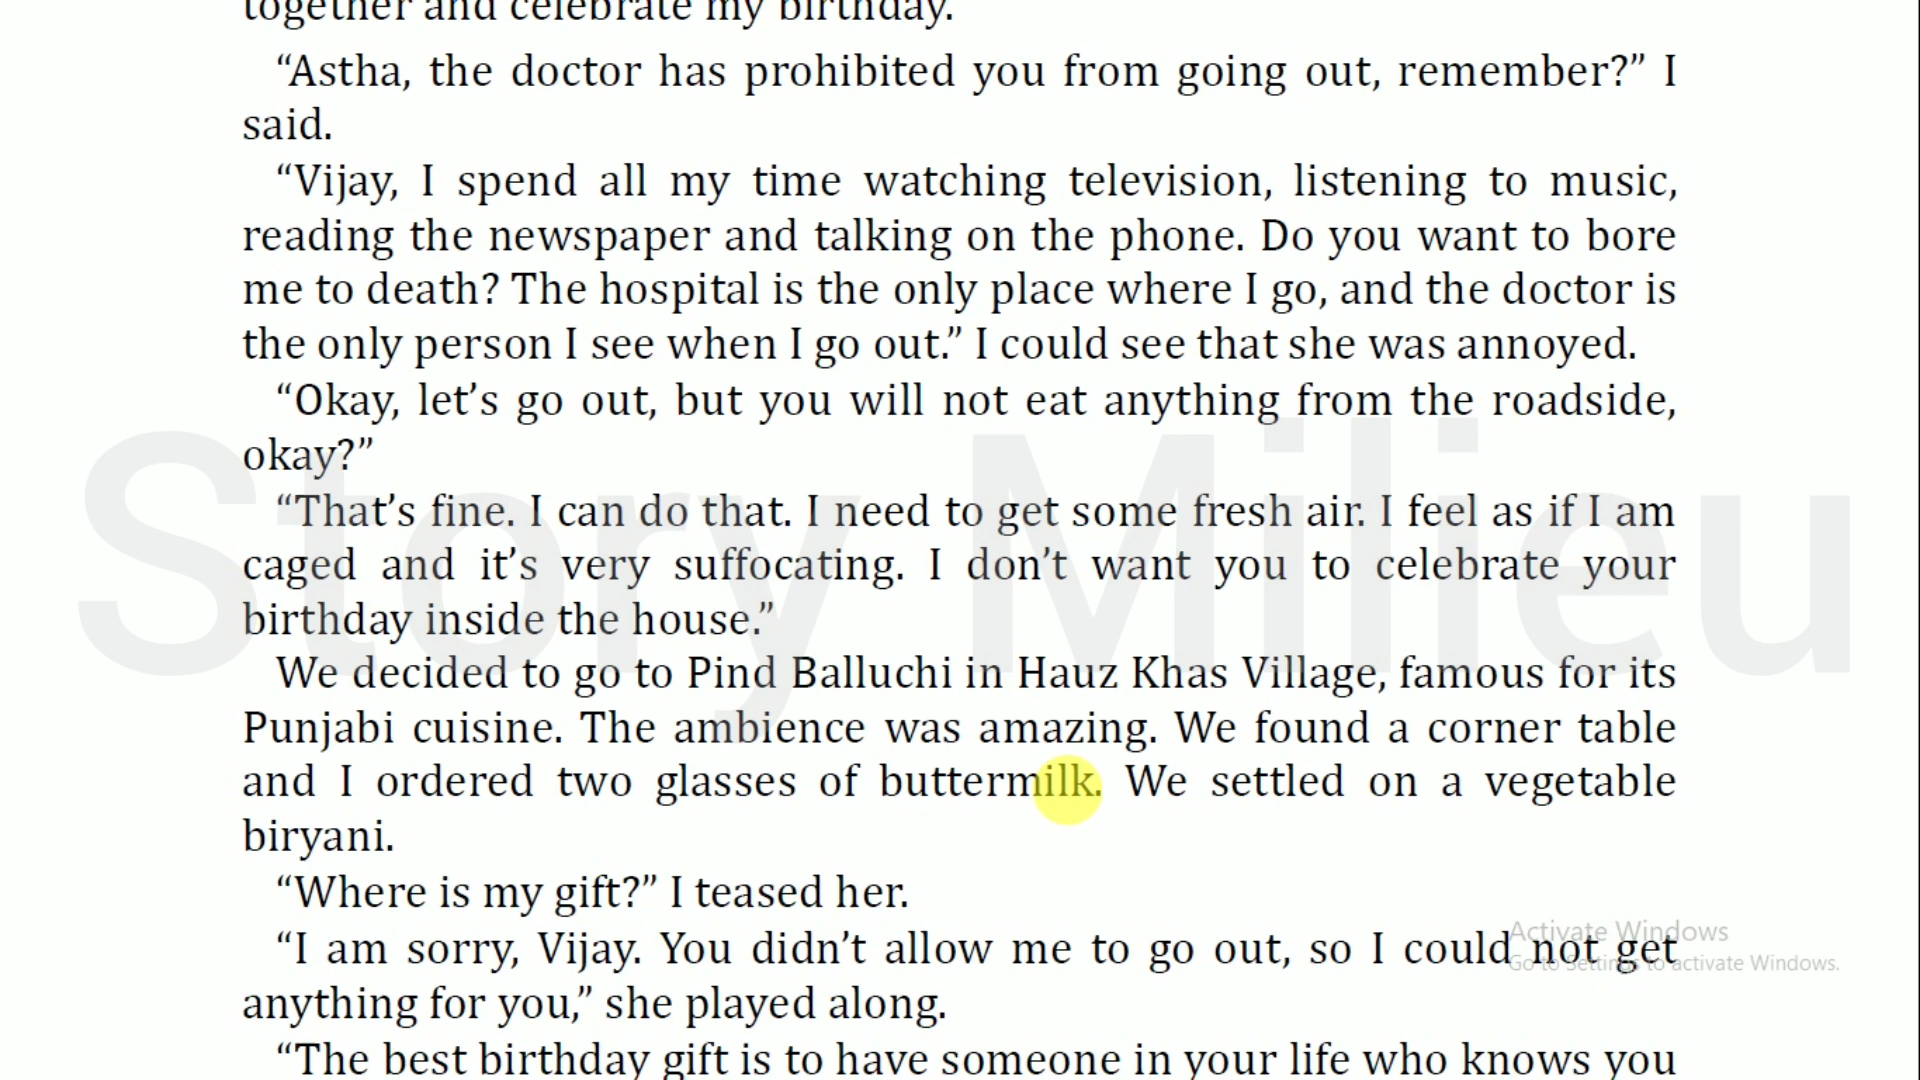 together and celebrate my birthday.
“Astha, the doctor has prohibited you from going out, remember?” I
said.
“Vijay, I spend all my time watching television, listening to music,
reading the newspaper and talking on the phone. Do you want to bore
me to death? The hospital is the only place where I go, and the doctor is
the only person I see when I go out.” I could see that she was annoyed.
“Okay, let’s go out, but you will not eat anything from the roadside,
okay?”
“That’s fine. I can do that. I need to get some fresh air. I feel as if I am
caged and it’s very suffocating. I don’t want you to celebrate your
birthday inside the house.”
Story Milieu
We decided to go to Pind Balluchi in Hauz Khas Village, famous for its
Punjabi cuisine. The ambience was amazing. We found a corner table
and I ordered two glasses of buttermilk. We settled on a vegetable
biryani.
“Where is my gift?” I teased her.
“I am sorry, Vijay. You didn’t allow me to go out, so I could not get
anything for you,” she played along.
Activate Windows
Go to Settings to activate Windows.
“The best birthday gift is to have someone in your life who knows you